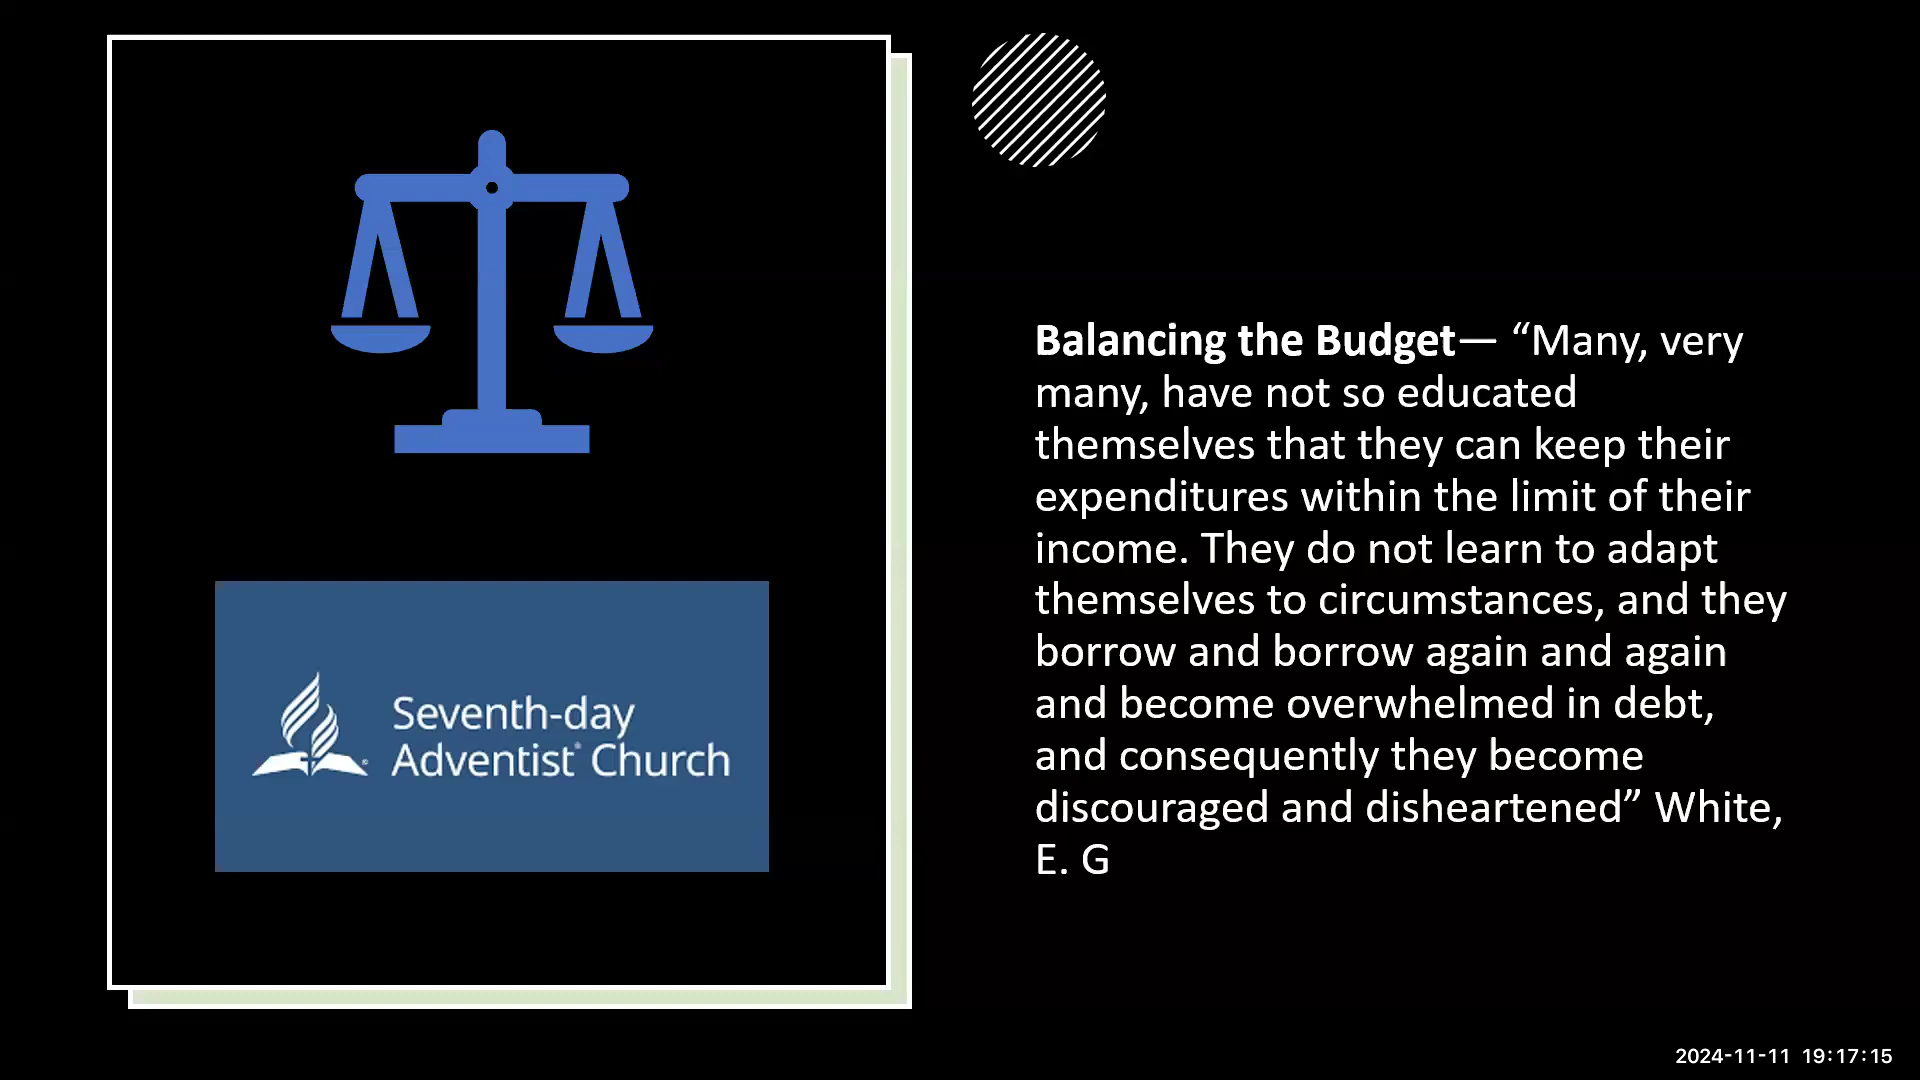 Seventh-day
Adventist® Church
Balancing the Budget— “Many, very
many, have not so educated
themselves that they can keep their
expenditures within the limit of their
income. They do not learn to adapt
themselves to circumstances, and they
borrow and borrow again and again
and become overwhelmed in debt,
and consequently they become
discouraged and disheartened” White,
E. G
2024-11-11 19:17:15